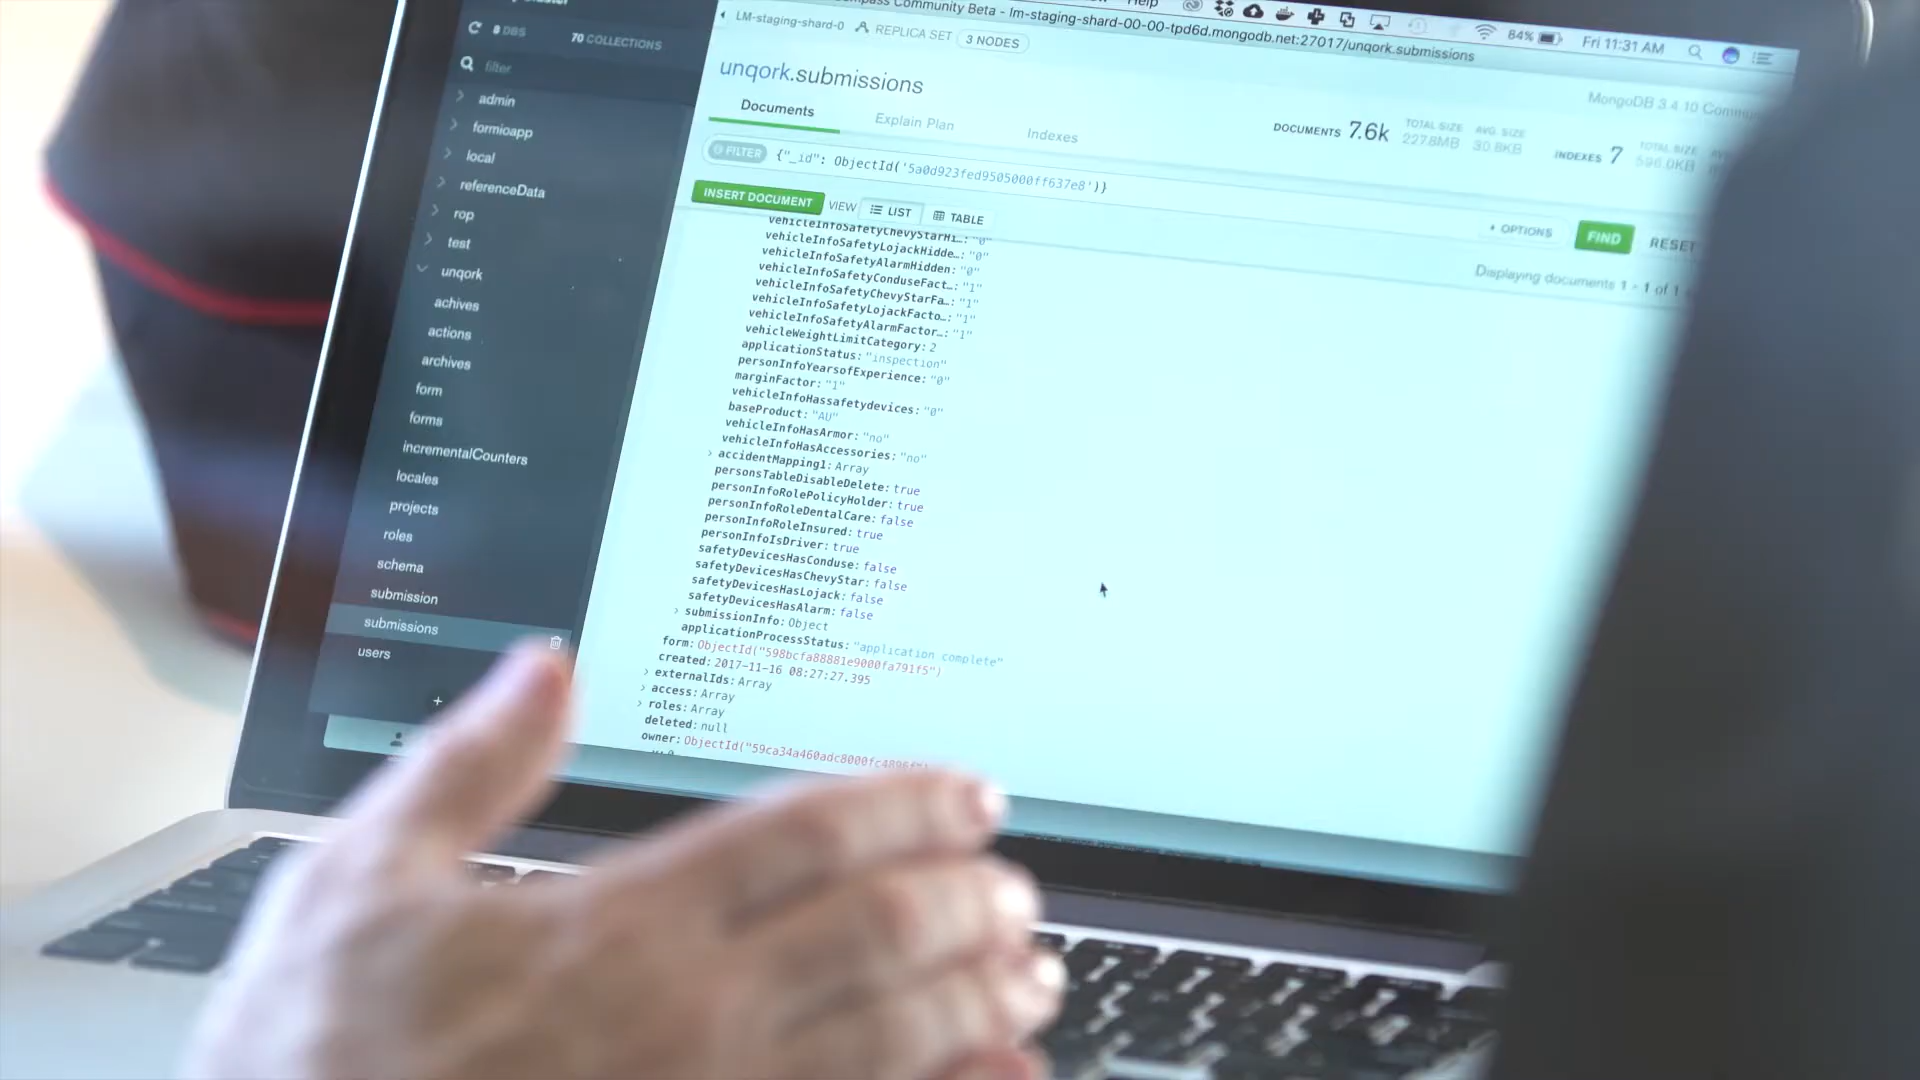 Help
Compass Community Beta - lm-staging-shard-00-00-tpd6d.mongodb.net:27017/unqork.submissions
84%
Fri 11:31 AM
8 DBS
70 COLLECTIONS
filter
admin
formioapp
local
referenceData
rop
test
unqork
achives
actions
archives
form
forms
incrementalCounters
locales
projects
roles
schema
submission
submissions
users
+
LM-staging-shard-0
REPLICA SET
3 NODES
MongoDB 3.4.10
unqork.submissions
DOCUMENTS 7.6k
TOTAL SIZE 227.8MB
AVG. SIZE 30.8KB
INDEXES 7
TOTAL SIZE 596.0KB
Documents
Explain Plan
Indexes
FILTER {"_id": ObjectId('5a0d923fed9505000ff637e8')}
OPTIONS
FIND
RESET
INSERT DOCUMENT
VIEW
LIST
TABLE
Displaying documents 1 - 1 of 1
vehicleInfoSafetyChevyStarHi…: "0"
vehicleInfoSafetyLojackHidde…: "0"
vehicleInfoSafetyAlarmHidden: "0"
vehicleInfoSafetyConduseFact…: "1"
vehicleInfoSafetyChevyStarFa…: "1"
vehicleInfoSafetyLojackFacto…: "1"
vehicleInfoSafetyAlarmFactor…: "1"
vehicleWeightLimitCategory: 2
applicationStatus: "inspection"
personInfoYearsofExperience: "0"
marginFactor: "1"
vehicleInfoHassafetydevices: "0"
baseProduct: "AU"
vehicleInfoHasArmor: "no"
vehicleInfoHasAccessories: "no"
accidentMapping1: Array
personsTableDisableDelete: true
personInfoRolePolicyHolder: true
personInfoRoleDentalCare: false
personInfoRoleInsured: true
personInfoIsDriver: true
safetyDevicesHasConduse: false
safetyDevicesHasChevyStar: false
safetyDevicesHasLojack: false
safetyDevicesHasAlarm: false
submissionInfo: Object
applicationProcessStatus: "application complete"
form: ObjectId("598bcfa88881e9000fa791f5")
created: 2017-11-16 08:27:27.395
externalIds: Array
access: Array
roles: Array
deleted: null
owner: ObjectId("59ca34a460adc8000fc4896f")